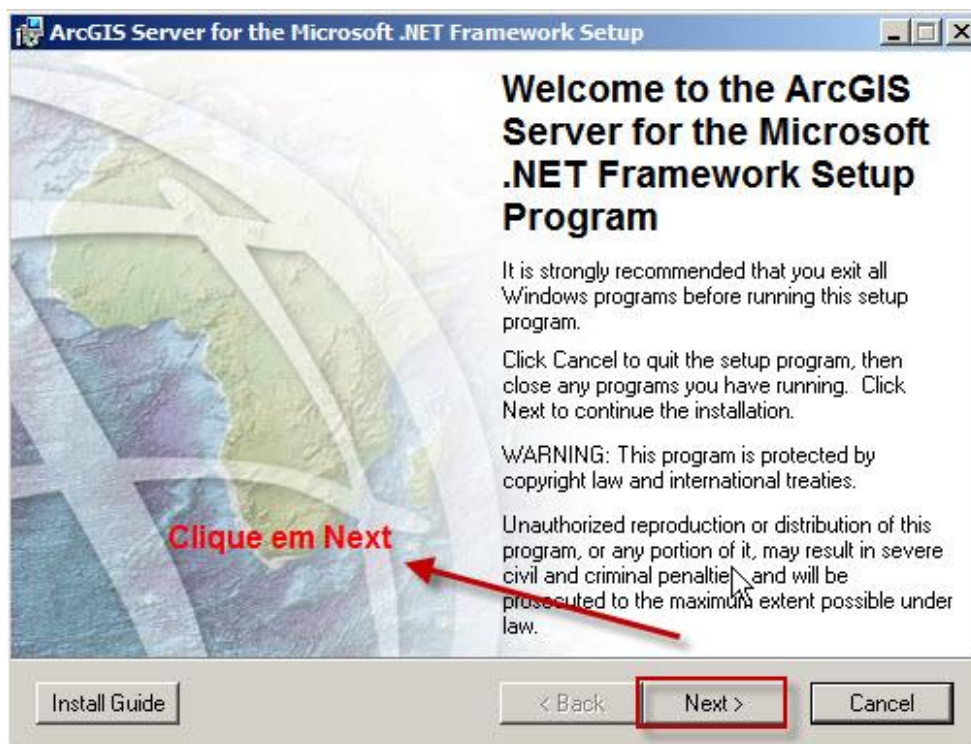 ArcGIS Server for the Microsoft .NET Framework Setup
Welcome to the ArcGIS
Server for the Microsoft
.NET Framework Setup
Program
It is strongly recommended that you exit all
Windows programs before running this setup
program.
Click Cancel to quit the setup program, then
close any programs you have running. Click
Next to continue the installation.
WARNING: This program is protected by
copyright law and international treaties.
Unauthorized reproduction or distribution of this
program, or any portion of it, may result in severe
civil and criminal penalties, and will be
prosecuted to the maximum extent possible under
law.
Clique em Next
Install Guide
< Back
Next >
Cancel